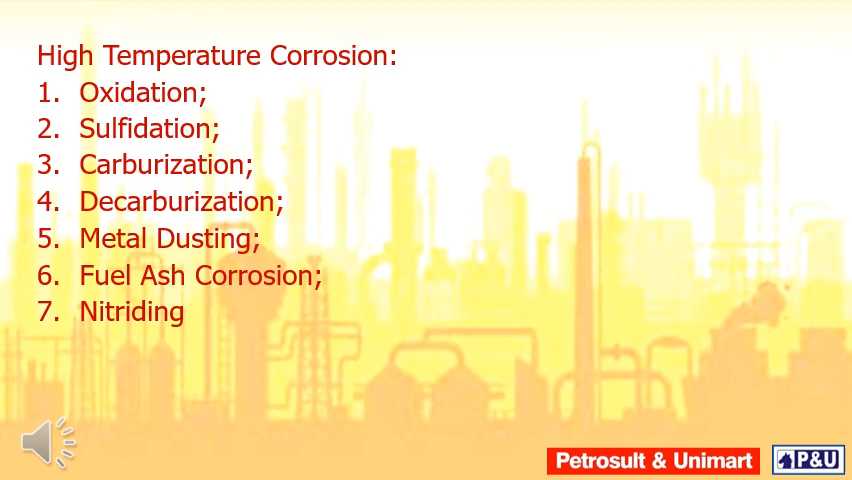 High Temperature Corrosion:
1. Oxidation;
2. Sulfidation;
3. Carburization;
4. Decarburization;
5. Metal Dusting;
6. Fuel Ash Corrosion;
7. Nitriding
Petrosult & Unimart
P&U